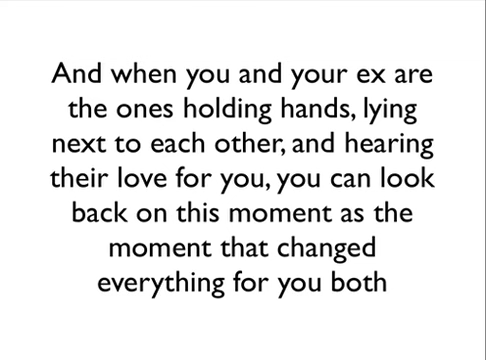 And when you and your ex are
the ones holding hands, lying
next to each other, and hearing
their love for you, you can look
back on this moment as the
moment that changed
everything for you both